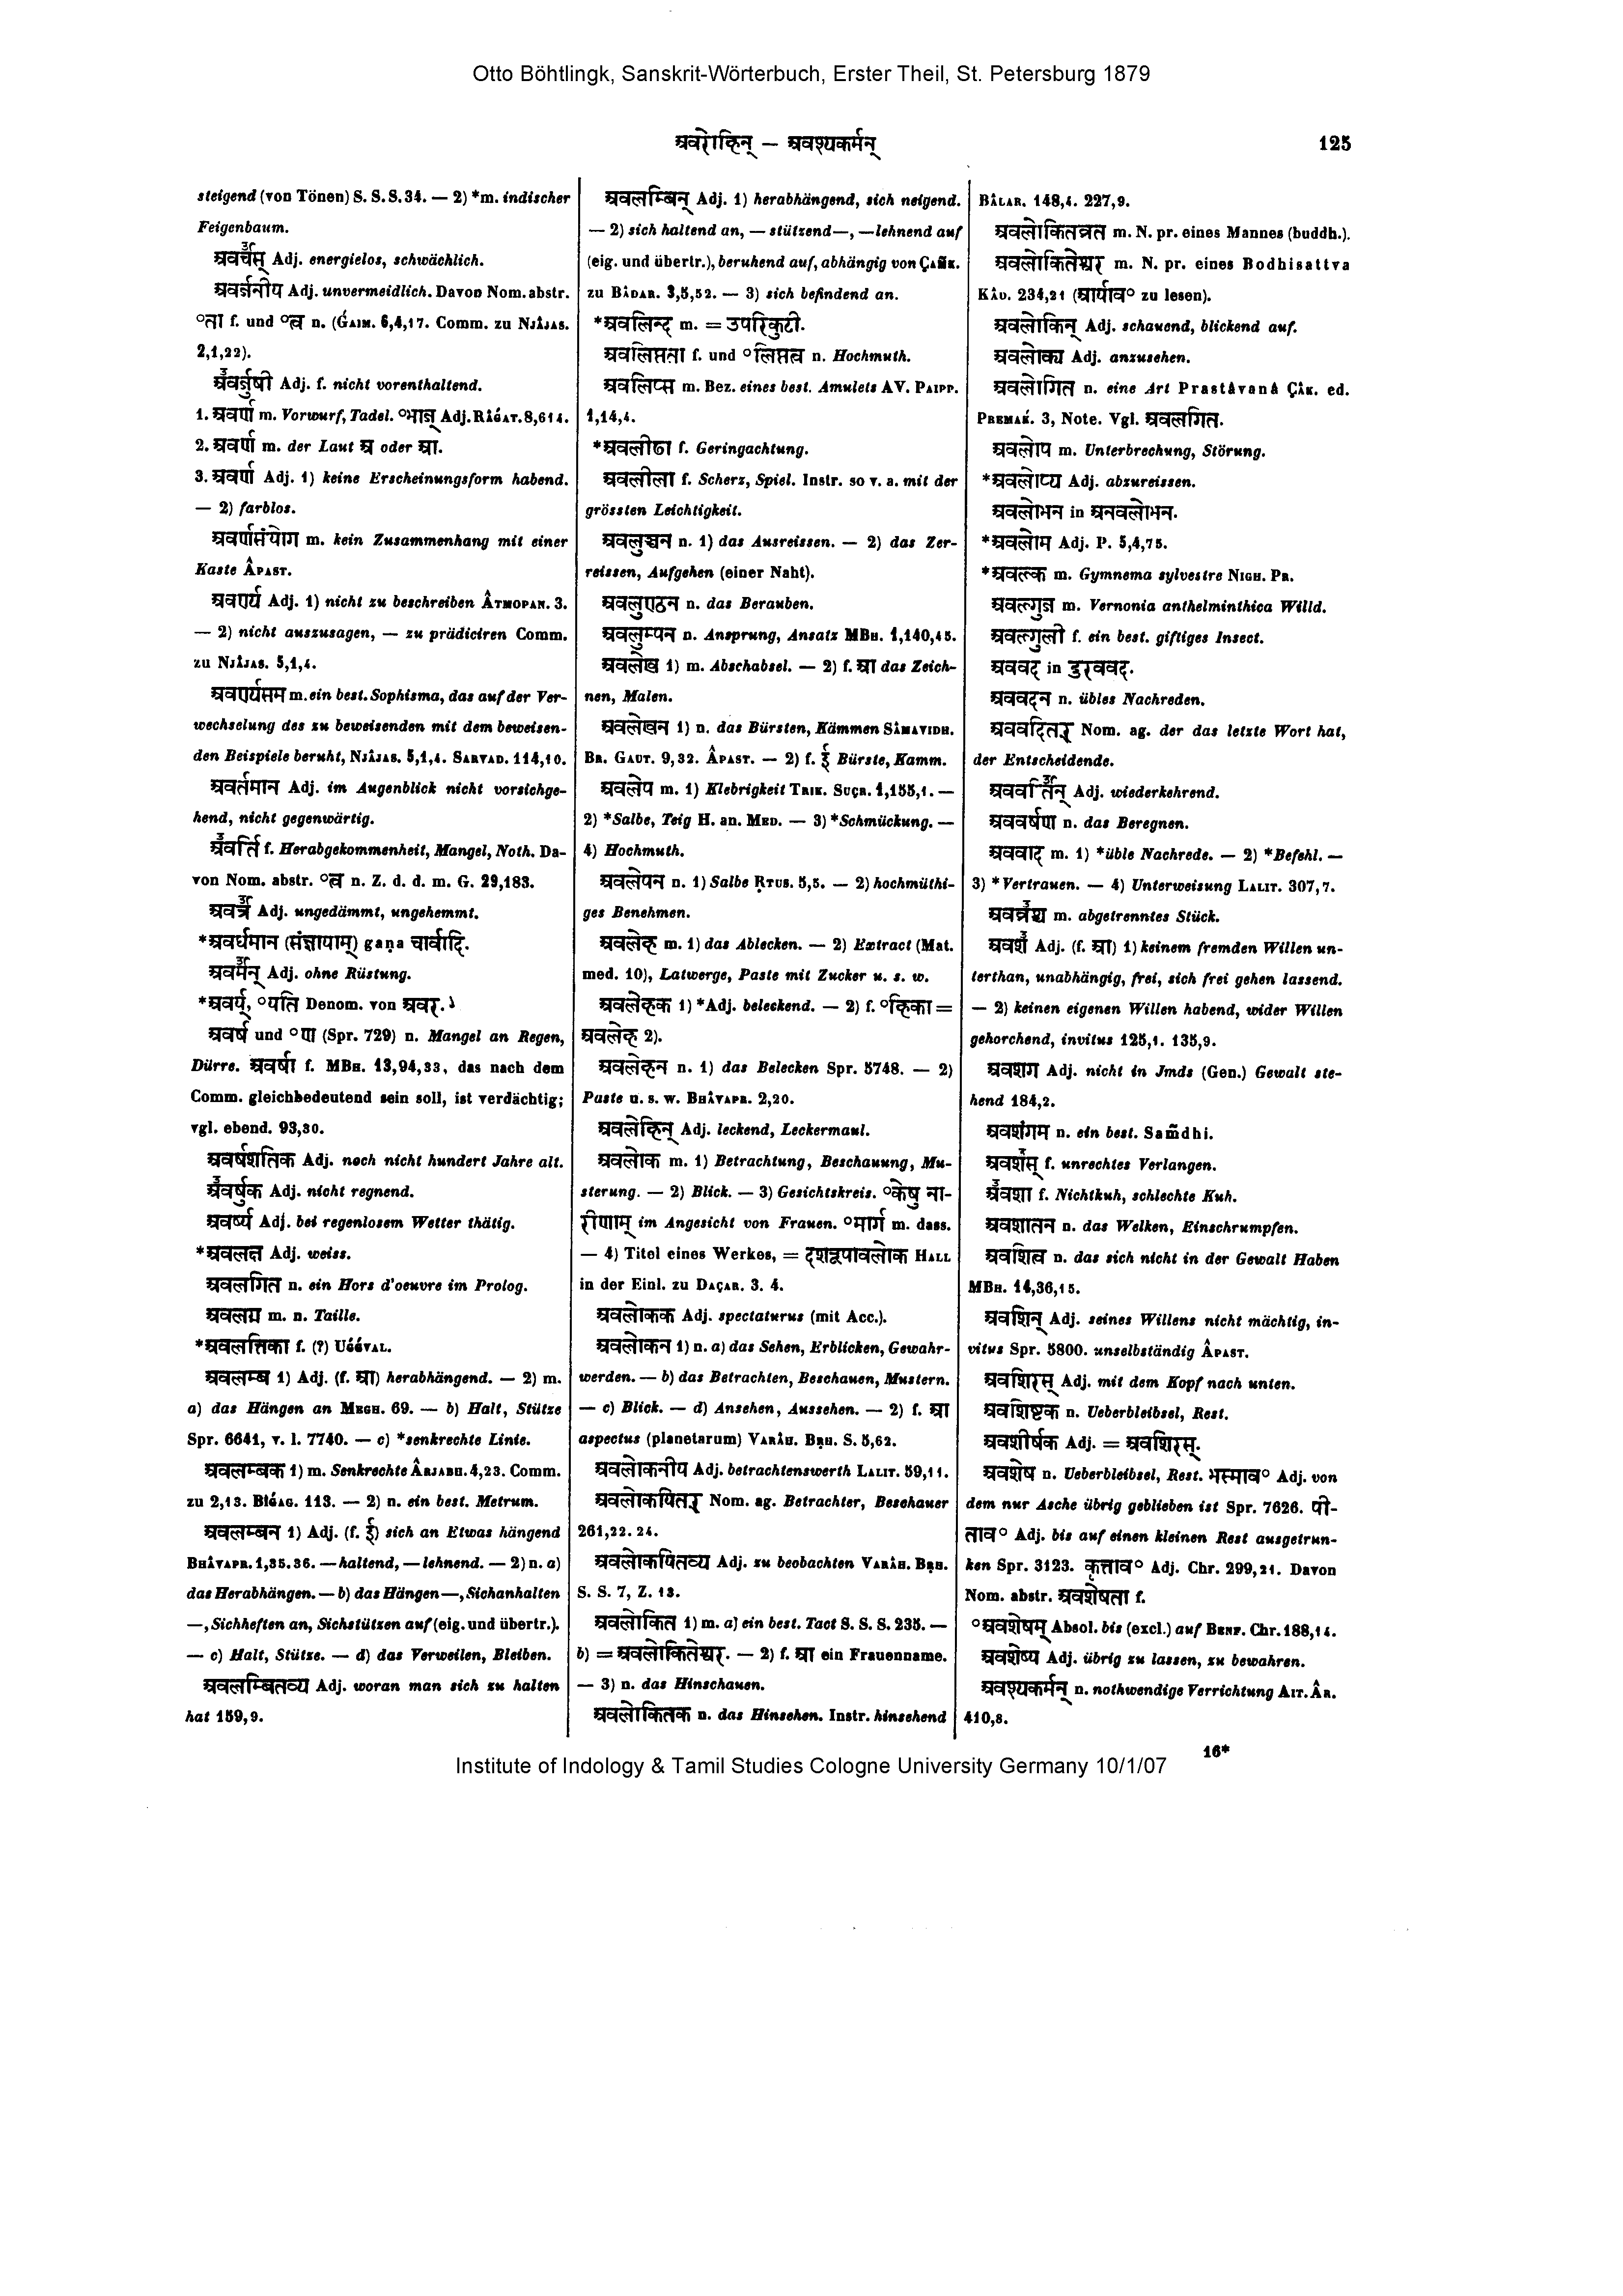 Otto Böhtlingk, Sanskrit-Wörterbuch, Erster Theil, St. Petersburg 1879
अवरोहिन् — अवश्यकर्मन्
125
steigend (von Tönen) S. S. S. 34. — 2) *m. indischer
Feigenbaum.
अवर्चस् Adj. energielos, schwächlich.
अवर्जनीय Adj. unvermeidlich. Davon Nom. abstr.
°ता f. und °त्व n. (Ǵaim. 6,4,17. Comm. zu Njâjas.
2,1,22).
अवर्जुषी Adj. f. nicht vorenthaltend.
1. अवर्ण m. Vorwurf, Tadel. °भाज् Adj. Râǵat. 8,614.
2. अवर्ण m. der Laut अ oder आ.
3. अवर्ण Adj. 1) keine Erscheinungsform habend.
— 2) farblos.
अवर्णसंयोग m. kein Zusammenhang mit einer
Kaste Âpast.
अवर्ण्य Adj. 1) nicht zu beschreiben Âtmopan. 3.
— 2) nicht auszusagen, — zu prädiciren Comm.
zu Njâjas. 5,1,4.
अवर्ण्यसम m. ein best. Sophisma, das auf der Ver-
wechselung des zu beweisenden mit dem beweisen-
den Beispiele beruht, Njâjas. 5,1,4. Sarvad. 114,10.
अवर्तमान Adj. im Augenblick nicht vorsichge-
hend, nicht gegenwärtig.
अवर्ति f. Herabgekommenheit, Mangel, Noth. Da-
von Nom. abstr. °त्व n. Z. d. d. m. G. 29,183.
अवर्त्र Adj. ungedämmt, ungehemmt.
*अवर्धमान (संज्ञायाम्) gaṇa चार्वादि.
अवर्मन् Adj. ohne Rüstung.
*अवर्य्, °यति Denom. von अवर.
अवर्ष und °ण (Spr. 729) n. Mangel an Regen,
Dürre. अवर्षा f. MBh. 13,94,33, das nach dem
Comm. gleichbedeutend sein soll, ist verdächtig;
vgl. ebend. 93,30.
अवर्षशतिक Adj. noch nicht hundert Jahre alt.
अवर्षुक Adj. nicht regnend.
अवर्ष्य Adj. bei regenlosem Wetter thätig.
*अवलक्ष Adj. weiss.
अवलगित n. ein Hors d'oeuvre im Prolog.
अवलग्न m. n. Taille.
*अवलत्तिका f. (?) Uǵǵval.
अवलम्ब 1) Adj. (f. आ) herabhängend. — 2) m.
a) das Hängen an Megh. 69. — b) Halt, Stütze
Spr. 6641, v. l. 7740. — c) *senkrechte Linie.
अवलम्बक 1) m. Senkrechte Ârjabh. 4,23. Comm.
zu 2,13. Bîǵag. 113. — 2) n. ein best. Metrum.
अवलम्बन 1) Adj. (f. ई) sich an Etwas hängend
Bhâvapr. 1,35.36. — haltend, — lehnend. — 2) n. a)
das Herabhängen. — b) das Hängen —, Sichanhalten
—, Sichheften an, Sichstützen auf (eig. und übertr.).
— c) Halt, Stütze. — d) das Verweilen, Bleiben.
अवलम्बितव्य Adj. woran man sich zu halten
hat 159,9.
अवलम्बिन् Adj. 1) herabhängend, sich neigend.
— 2) sich haltend an, — stützend —, — lehnend auf
(eig. und übertr.), beruhend auf, abhängig von Çaṁk.
zu Bâdar. 3,5,52. — 3) sich befindend an.
*अवलिन्द m. = उपरिकुटी.
अवलिप्तता f. und °लिप्तत्व n. Hochmuth.
अवलिप्स m. Bez. eines best. Amulets AV. Paipp.
1,14,4.
*अवलीढा f. Geringachtung.
अवलीला f. Scherz, Spiel. Instr. so v. a. mit der
grössten Leichtigkeit.
अवलुञ्चन n. 1) das Ausreissen. — 2) das Zer-
reissen, Aufgehen (einer Naht).
अवलुण्ठन n. das Berauben.
अवलुम्पन n. Ansprung, Ansatz MBh. 1,140,45.
अवलेख 1) m. Abschabsel. — 2) f. आ das Zeich-
nen, Malen.
अवलेखन 1) n. das Bürsten, Kämmen Sâmavidh.
Br. Gaut. 9,32. Âpast. — 2) f. ई Bürste, Kamm.
अवलेप m. 1) Klebrigkeit Trik. Suçr. 1,155,1. —
2) *Salbe, Teig H. an. Med. — 3) *Schmückung. —
4) Hochmuth.
अवलेपन n. 1) Salbe Ṛtus. 5,5. — 2) hochmüthi-
ges Benehmen.
अवलेह m. 1) das Ablecken. — 2) Extract (Mat.
med. 10), Latwerge, Paste mit Zucker u. s. w.
अवलेहक 1) *Adj. beleckend. — 2) f. °हिका =
अवलेह 2).
अवलेहन n. 1) das Belecken Spr. 5748. — 2)
Paste u. s. w. Bhâvapr. 2,20.
अवलेहिन् Adj. leckend, Leckermaul.
अवलोक m. 1) Betrachtung, Beschauung, Mu-
sterung. — 2) Blick. — 3) Gesichtskreis. °केषु ना-
रीणाम् im Angesicht von Frauen. °मार्ग m. dass.
— 4) Titel eines Werkes, = दशरूपावलोक Hall
in der Einl. zu Daçar. 3. 4.
अवलोकक Adj. spectaturus (mit Acc.).
अवलोकन 1) n. a) das Sehen, Erblicken, Gewahr-
werden. — b) das Betrachten, Beschauen, Mustern.
— c) Blick. — d) Ansehen, Aussehen. — 2) f. आ
aspectus (planetarum) Varâh. Bṛh. S. 5,62.
अवलोकनीय Adj. betrachtenswerth Lalit. 59,11.
अवलोकयितर् Nom. ag. Betrachter, Beschauer
261,22. 24.
अवलोकयितव्य Adj. zu beobachten Varâh. Bṛh.
S. S. 7, Z. 13.
अवलोकित 1) m. a) ein best. Tact S. S. S. 235. —
b) = अवलोकितेश्वर. — 2) f. आ ein Frauenname.
— 3) n. das Hinschauen.
अवलोकितक n. das Hinsehen. Instr. hinsehend
Bâlar. 148,4. 227,9.
अवलोकितव्रत m. N. pr. eines Mannes (buddh.).
अवलोकितेश्वर m. N. pr. eines Bodhisattva
Kâd. 234,21 (आर्याव° zu lesen).
अवलोकिन् Adj. schauend, blickend auf.
अवलोक्य Adj. anzusehen.
अवलोगित n. eine Art Prastâvanâ Çâk. ed.
Premaḱ. 3, Note. Vgl. अवलगित.
अवलोप m. Unterbrechung, Störung.
*अवलोप्य Adj. abzureissen.
अवलोभन in अनवलोभन.
*अवलोम Adj. P. 5,4,75.
*अवल्क m. Gymnema sylvestre Nigh. Pr.
अवल्गुज m. Vernonia anthelminthica Willd.
अवल्गुली f. ein best. giftiges Insect.
अववद in डुरववद.
अववदन n. übles Nachreden.
अववदितर् Nom. ag. der das letzte Wort hat,
der Entscheidende.
अववर्तिन् Adj. wiederkehrend.
अववर्षण n. das Beregnen.
अववाद m. 1) *üble Nachrede. — 2) *Befehl. —
3) *Vertrauen. — 4) Unterweisung Lalit. 307,7.
अवव्रश्च m. abgetrenntes Stück.
अवश Adj. (f. आ) 1) keinem fremden Willen un-
terthan, unabhängig, frei, sich frei gehen lassend.
— 2) keinen eigenen Willen habend, wider Willen
gehorchend, invitus 125,1. 135,9.
अवशग Adj. nicht in Jmds (Gen.) Gewalt ste-
hend 184,2.
अवशंगम n. ein best. Saṁdhi.
अवशस् f. unrechtes Verlangen.
अवशा f. Nichtkuh, schlechte Kuh.
अवशातन n. das Welken, Einschrumpfen.
अवशित्व n. das sich nicht in der Gewalt Haben
MBh. 14,36,15.
अवशिन् Adj. seines Willens nicht mächtig, in-
vitus Spr. 5800. unselbständig Âpast.
अवशिरस् Adj. mit dem Kopf nach unten.
अवशिष्टक n. Ueberbleibsel, Rest.
अवशीर्षक Adj. = अवशिरस्.
अवशेष n. Ueberbleibsel, Rest. भस्माव° Adj. von
dem nur Asche übrig geblieben ist Spr. 7626. पी-
ताव° Adj. bis auf einen kleinen Rest ausgetrun-
ken Spr. 3123. कृत्ताव° Adj. Chr. 299,21. Davon
Nom. abstr. अवशेषता f.
°अवशेषम् Absol. bis (excl.) auf Benf. Chr. 188,14.
अवशेष्य Adj. übrig zu lassen, zu bewahren.
अवश्यकर्मन् n. nothwendige Verrichtung Ait. Âr.
410,8.
16*
Institute of Indology & Tamil Studies Cologne University Germany 10/1/07